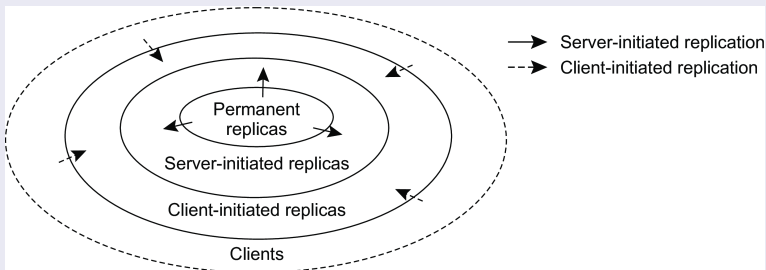 Server-initiated replication
Client-initiated replication
Permanent
replicas
Server-initiated replicas
Client-initiated replicas
Clients